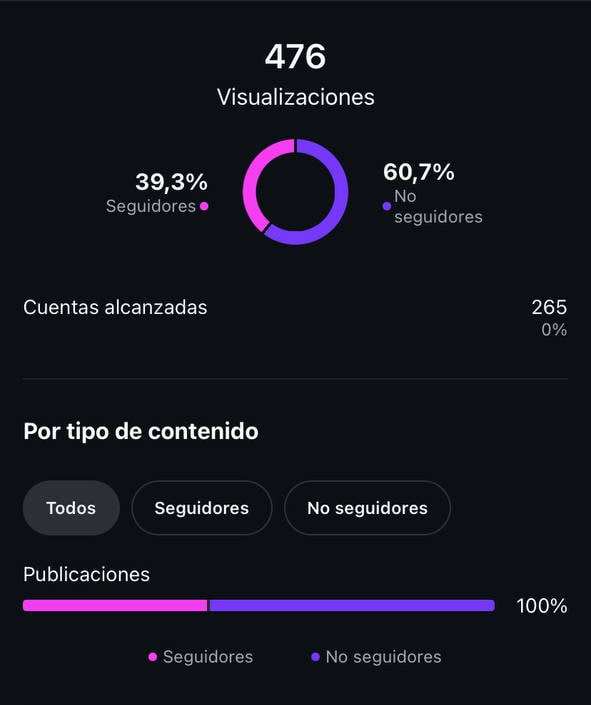 476
Visualizaciones
39,3%
Seguidores
60,7%
No
seguidores
Cuentas alcanzadas
265
0%
Por tipo de contenido
Todos
Seguidores
No seguidores
Publicaciones
100%
Seguidores
No seguidores